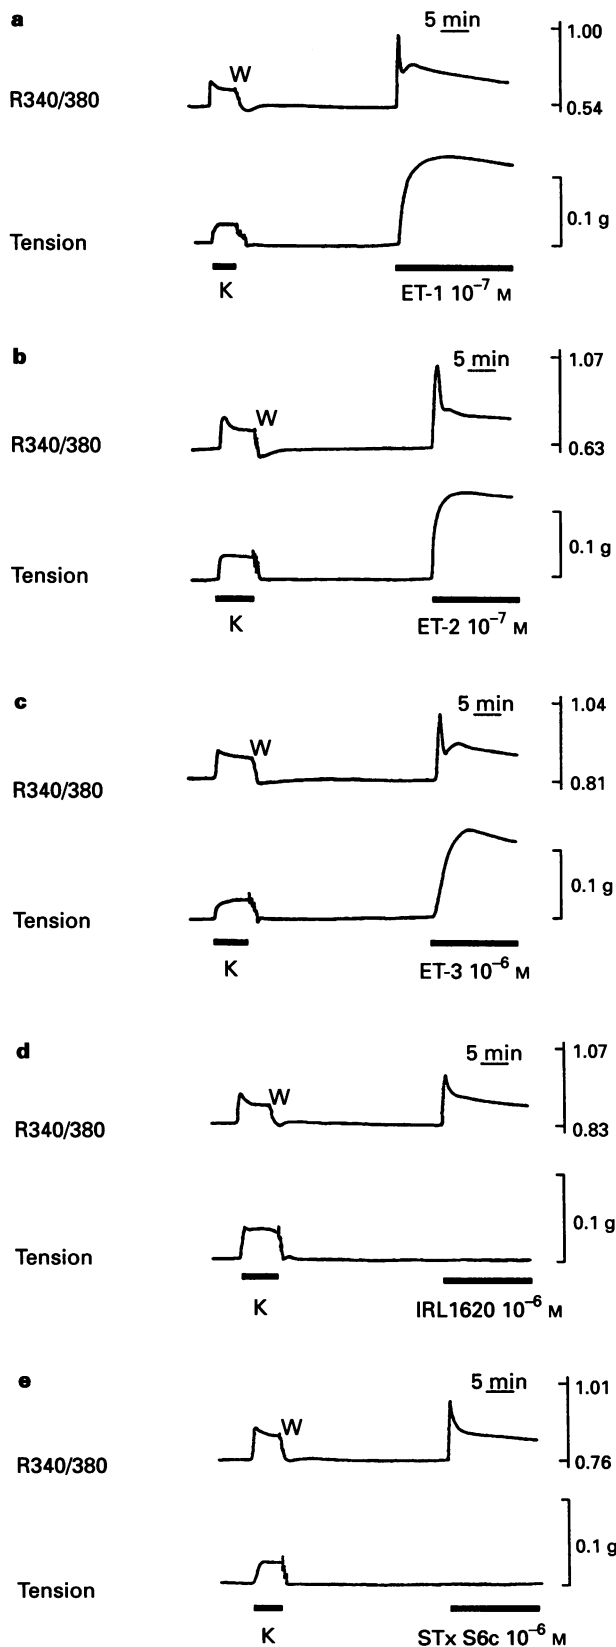 a
5 min
1.00
W
R340/380
0.54
0.1 g
Tension
K
ET-1 10⁻⁷ M
b
5 min
1.07
W
R340/380
0.63
0.1 g
Tension
K
ET-2 10⁻⁷ M
c
5 min
1.04
W
R340/380
0.81
0.1 g
Tension
K
ET-3 10⁻⁶ M
d
5 min
1.07
W
R340/380
0.83
0.1 g
Tension
K
IRL1620 10⁻⁶ M
e
5 min
1.01
W
R340/380
0.76
0.1 g
Tension
K
STx S6c 10⁻⁶ M